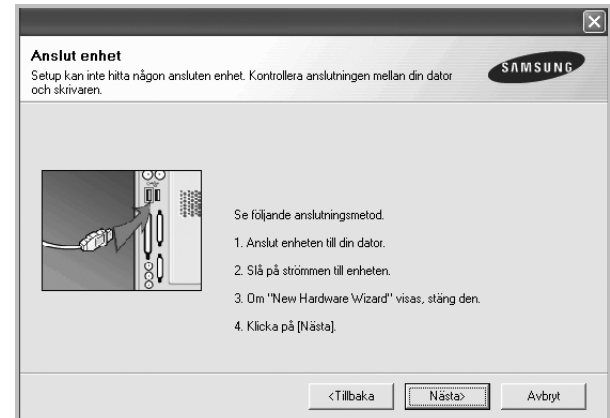 Anslut enhet
Setup kan inte hitta någon ansluten enhet. Kontrollera anslutningen mellan din dator
och skrivaren.
SAMSUNG
Se följande anslutningsmetod.
1. Anslut enheten till din dator.
2. Slå på strömmen till enheten.
3. Om "New Hardware Wizard" visas, stäng den.
4. Klicka på [Nästa].
<Tillbaka
Nästa>
Avbryt